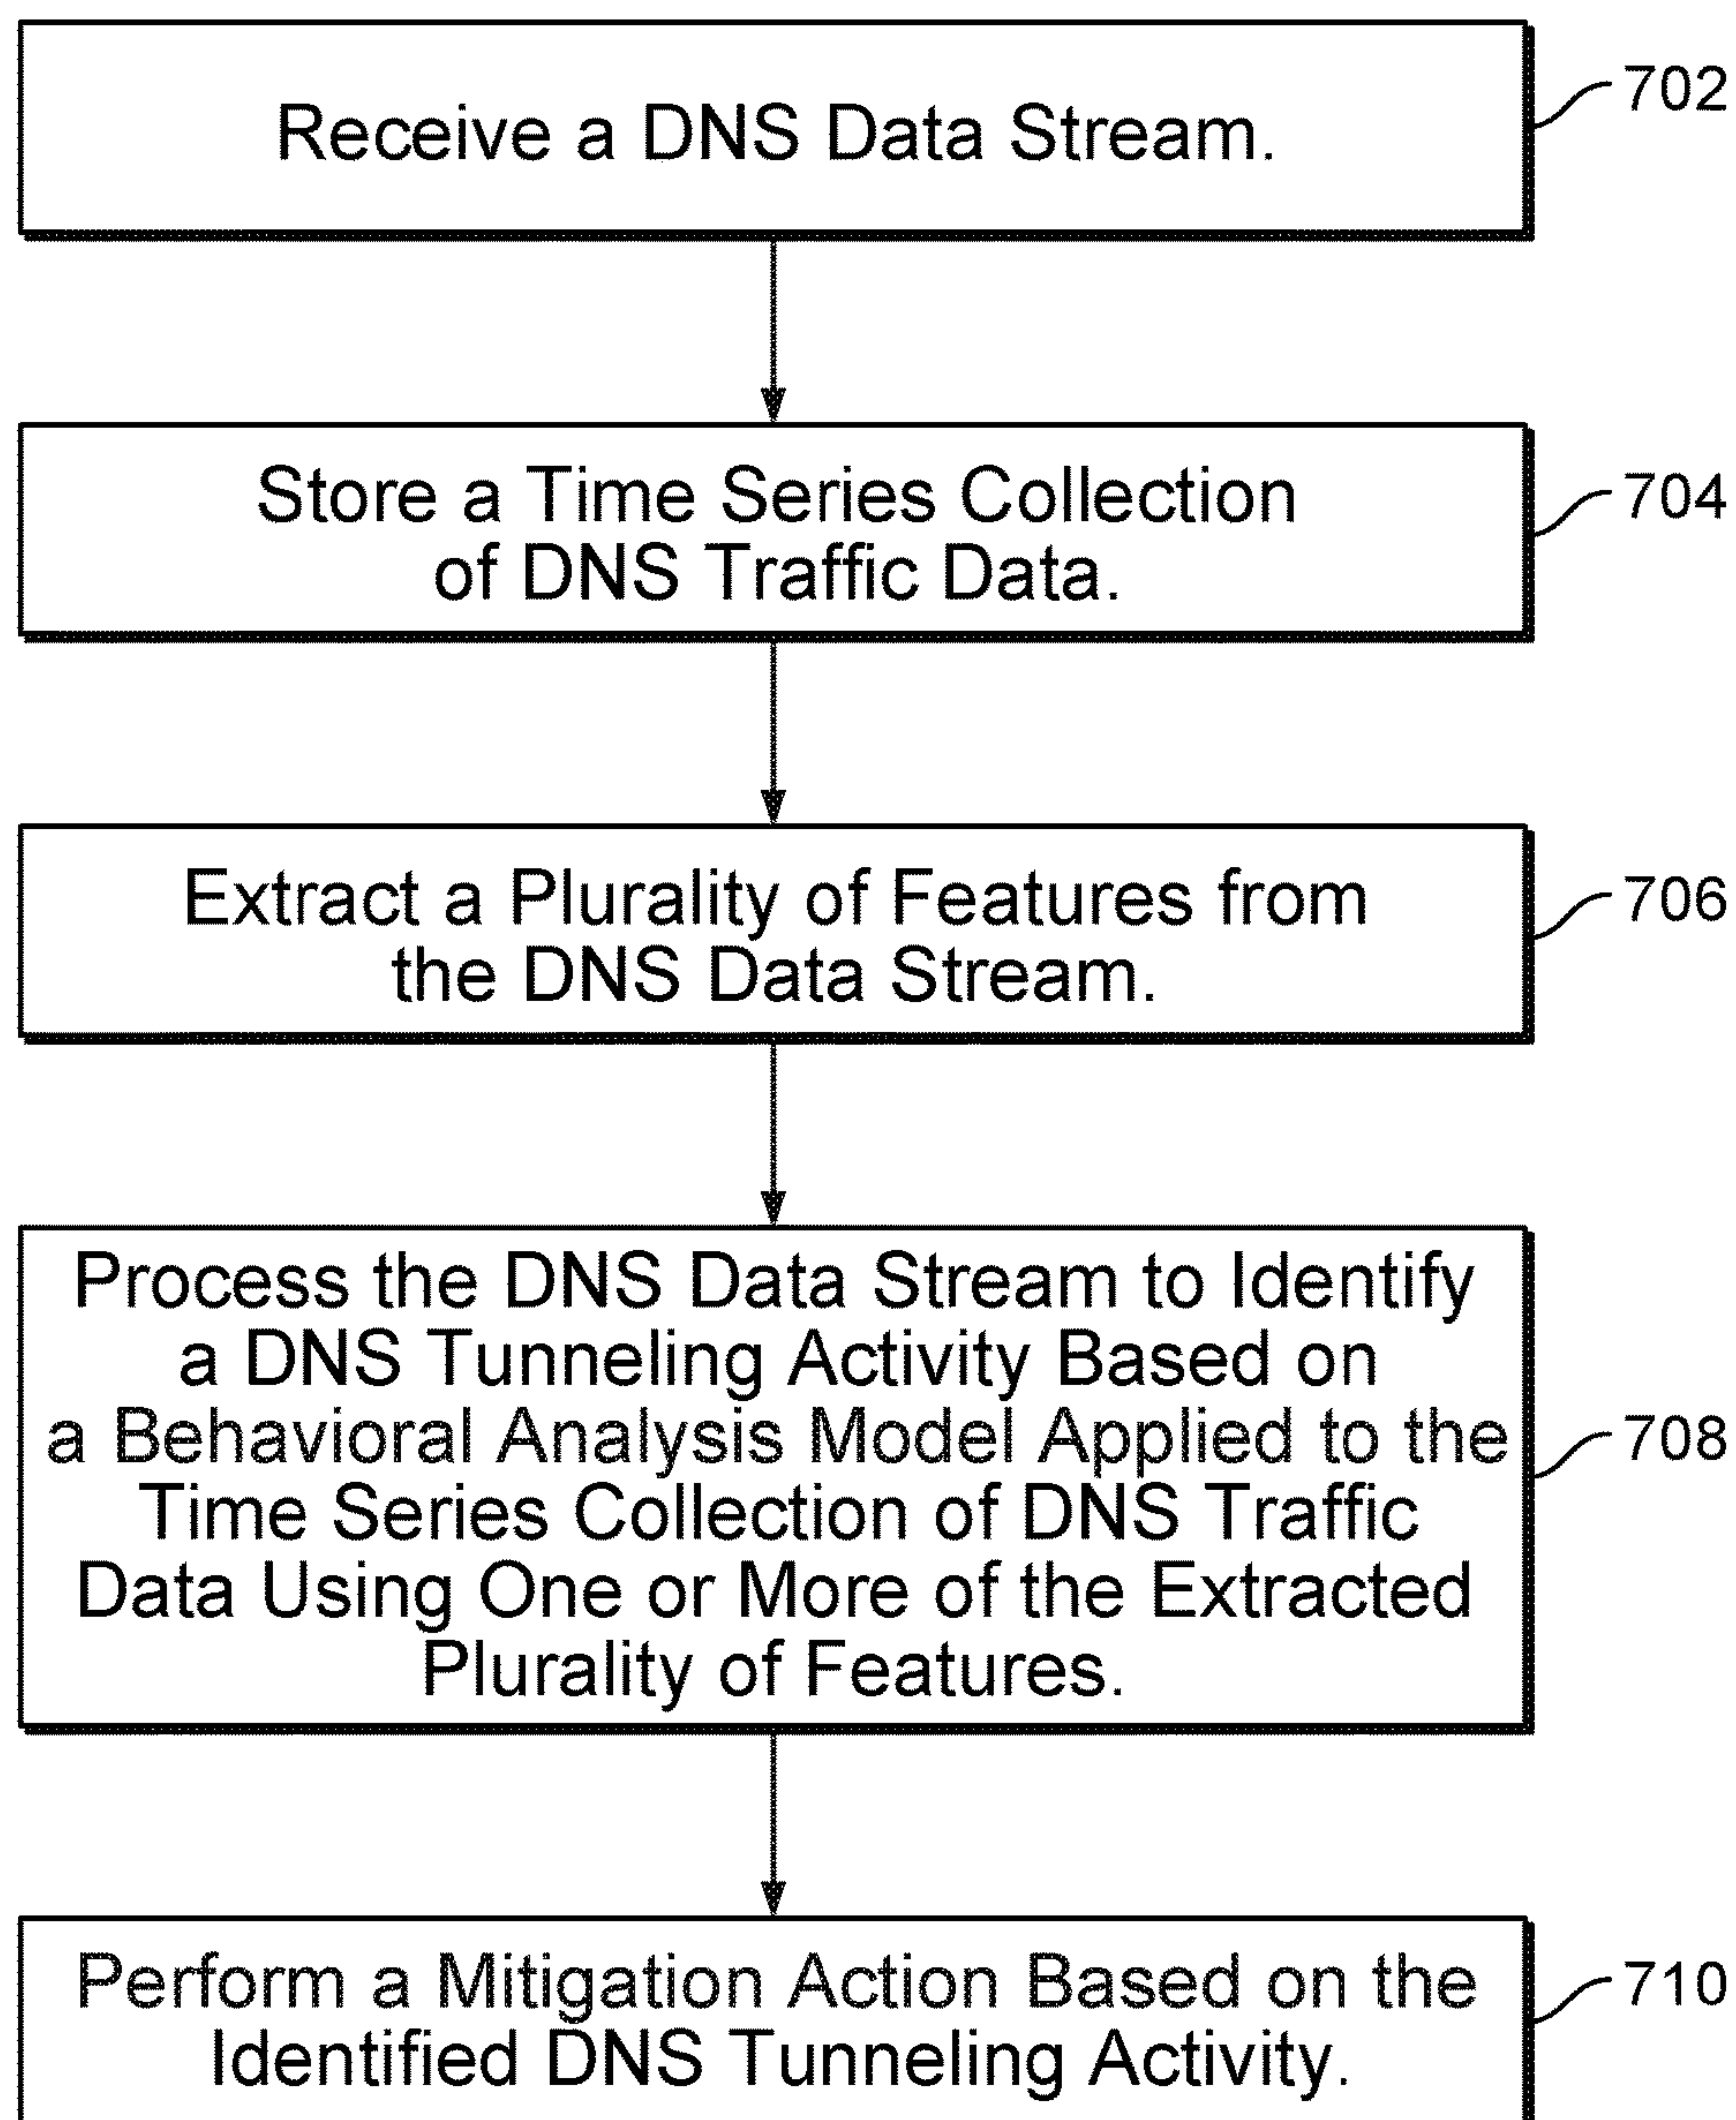 Receive a DNS Data Stream.
702
Store a Time Series Collection
of DNS Traffic Data.
704
Extract a Plurality of Features from
the DNS Data Stream.
706
Process the DNS Data Stream to Identify
a DNS Tunneling Activity Based on
a Behavioral Analysis Model Applied to the
Time Series Collection of DNS Traffic
Data Using One or More of the Extracted
Plurality of Features.
708
Perform a Mitigation Action Based on the
Identified DNS Tunneling Activity.
710